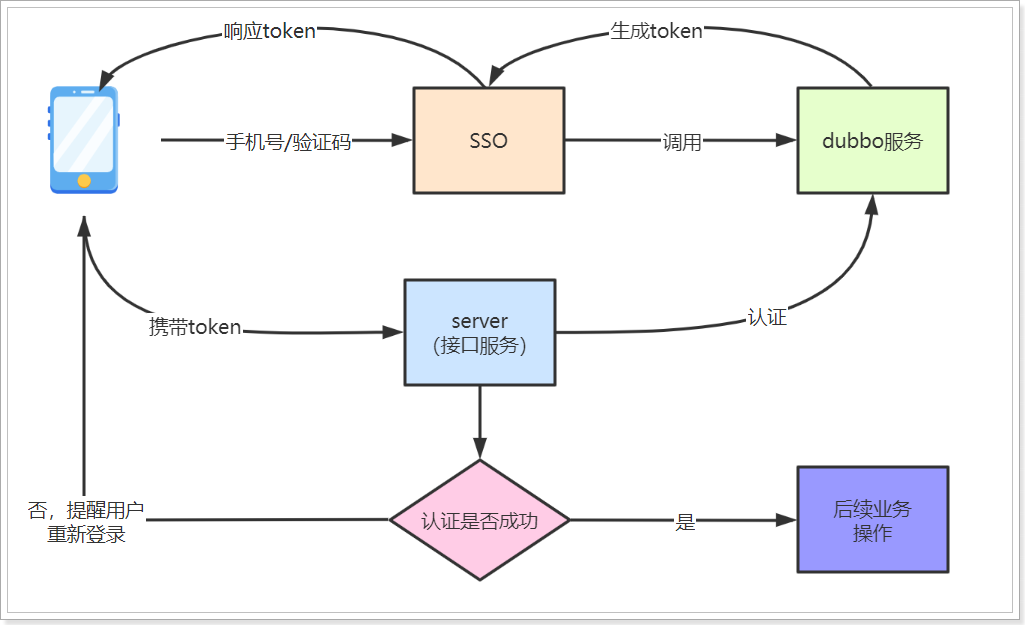 响应token
生成token
手机号/验证码
SSO
调用
dubbo服务
携带token
server
（接口服务）
认证
否，提醒用户
重新登录
认证是否成功
是
后续业务
操作